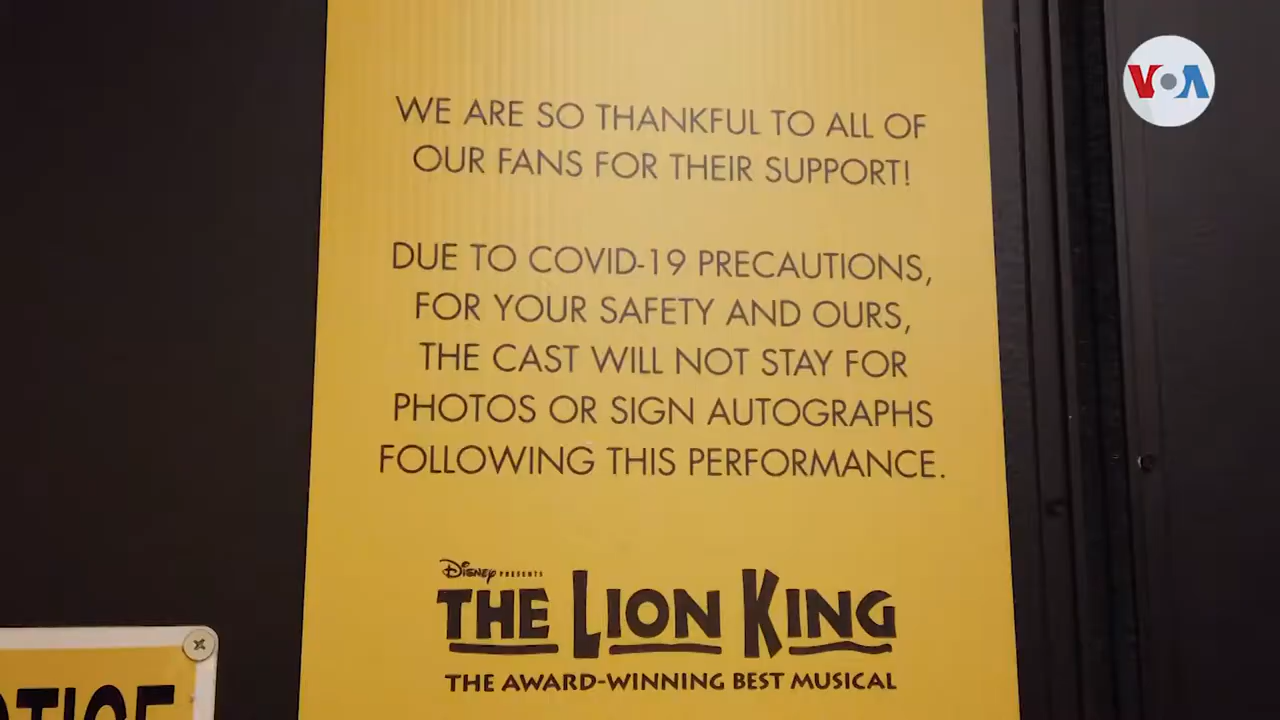 VOA
WE ARE SO THANKFUL TO ALL OF
OUR FANS FOR THEIR SUPPORT!
DUE TO COVID-19 PRECAUTIONS,
FOR YOUR SAFETY AND OURS,
THE CAST WILL NOT STAY FOR
PHOTOS OR SIGN AUTOGRAPHS
FOLLOWING THIS PERFORMANCE.
DISNEY PRESENTS
THE LION KING
THE AWARD-WINNING BEST MUSICAL